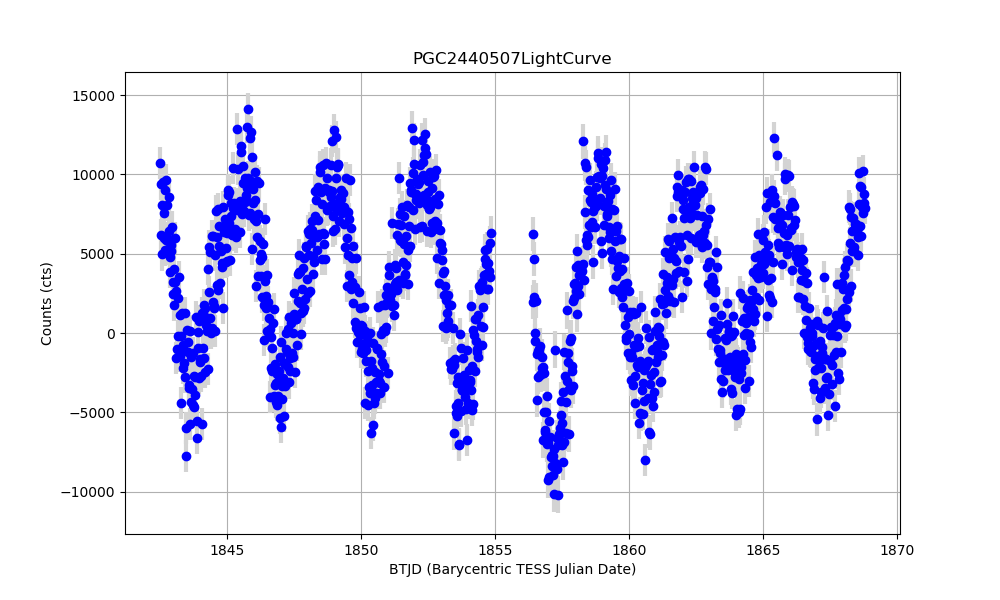 PGC2440507LightCurve
15000
10000
5000
0
−5000
−10000
Counts (cts)
1845 1850 1855 1860 1865 1870
BTJD (Barycentric TESS Julian Date)